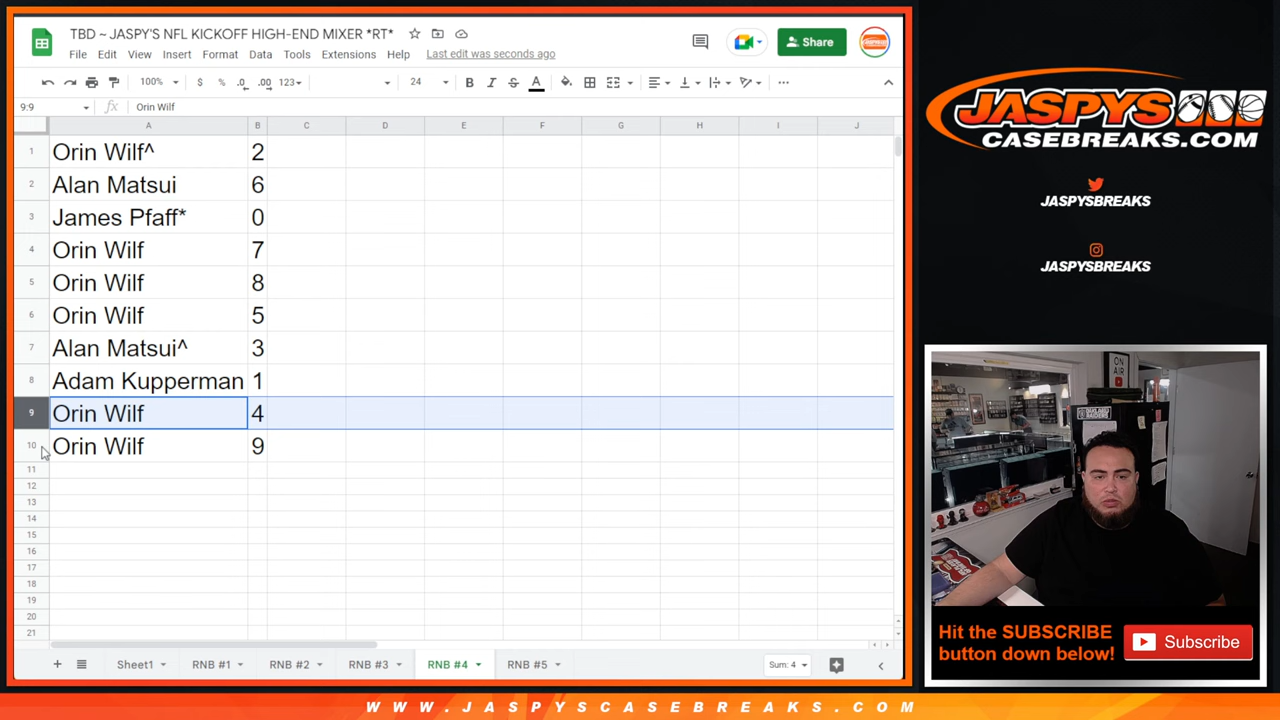 TBD ~ JASPY'S NFL KICKOFF HIGH-END MIXER *RT*
File Edit View Insert Format Data Tools Extensions Help Last edit was seconds ago
Share
100% $ % .0 .00 123 24 B I S A
9:9 fx Orin Wilf
A B C D E F G H I J
1 Orin Wilf^ 2
2 Alan Matsui 6
3 James Pfaff* 0
4 Orin Wilf 7
5 Orin Wilf 8
6 Orin Wilf 5
7 Alan Matsui^ 3
8 Adam Kupperman 1
9 Orin Wilf 4
10 Orin Wilf 9
11
12
13
14
15
16
17
18
19
20
21
Sheet1 RNB #1 RNB #2 RNB #3 RNB #4 RNB #5 Sum: 4
JASPYS
CASEBREAKS.COM
JASPYSBREAKS
JASPYSBREAKS
ON AIR
Hit the SUBSCRIBE
button down below!
Subscribe
WWW.JASPYSCASEBREAKS.COM